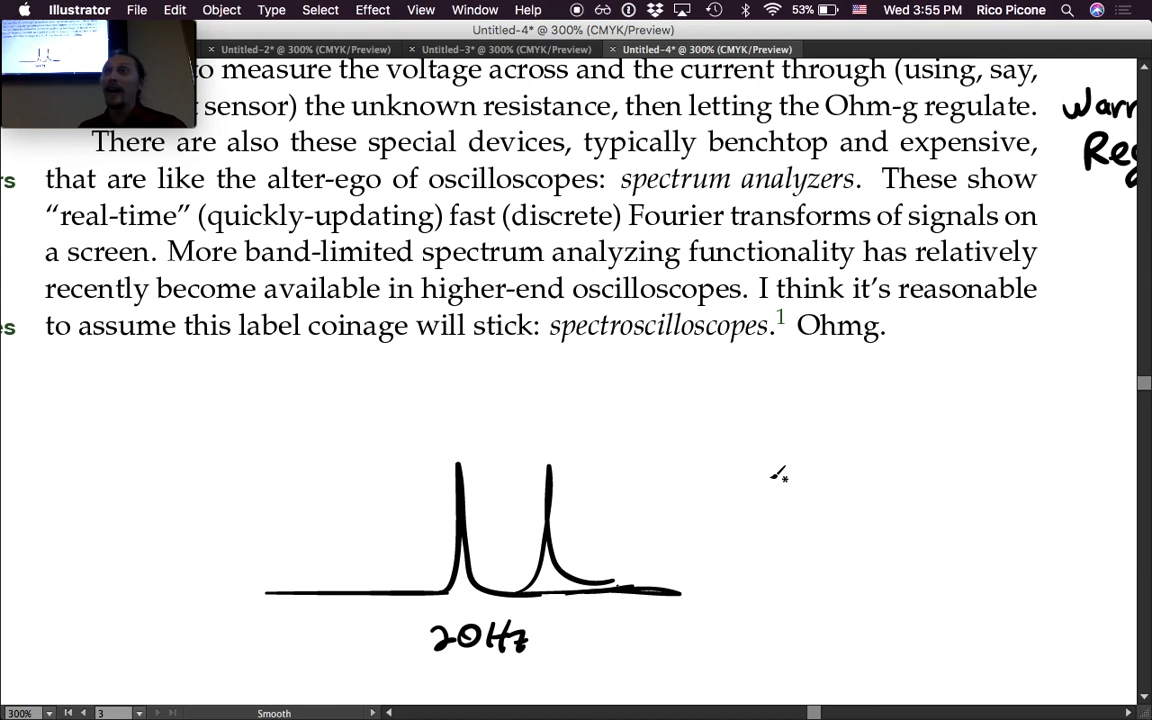 Illustrator File Edit Object Type Select Effect View Window Help 53% Wed 3:55 PM Rico Picone
Untitled-4* @ 300% (CMYK/Preview)
Untitled-2* @ 300% (CMYK/Preview) Untitled-3* @ 300% (CMYK/Preview) Untitled-4* @ 300% (CMYK/Preview)
to measure the voltage across and the current through (using, say,
sensor) the unknown resistance, then letting the Ohm-g regulate.
There are also these special devices, typically benchtop and expensive,
that are like the alter-ego of oscilloscopes: spectrum analyzers. These show
“real-time” (quickly-updating) fast (discrete) Fourier transforms of signals on
a screen. More band-limited spectrum analyzing functionality has relatively
recently become available in higher-end oscilloscopes. I think it’s reasonable
to assume this label coinage will stick: spectroscilloscopes.1 Ohmg.
20Hz
300% 3 Smooth